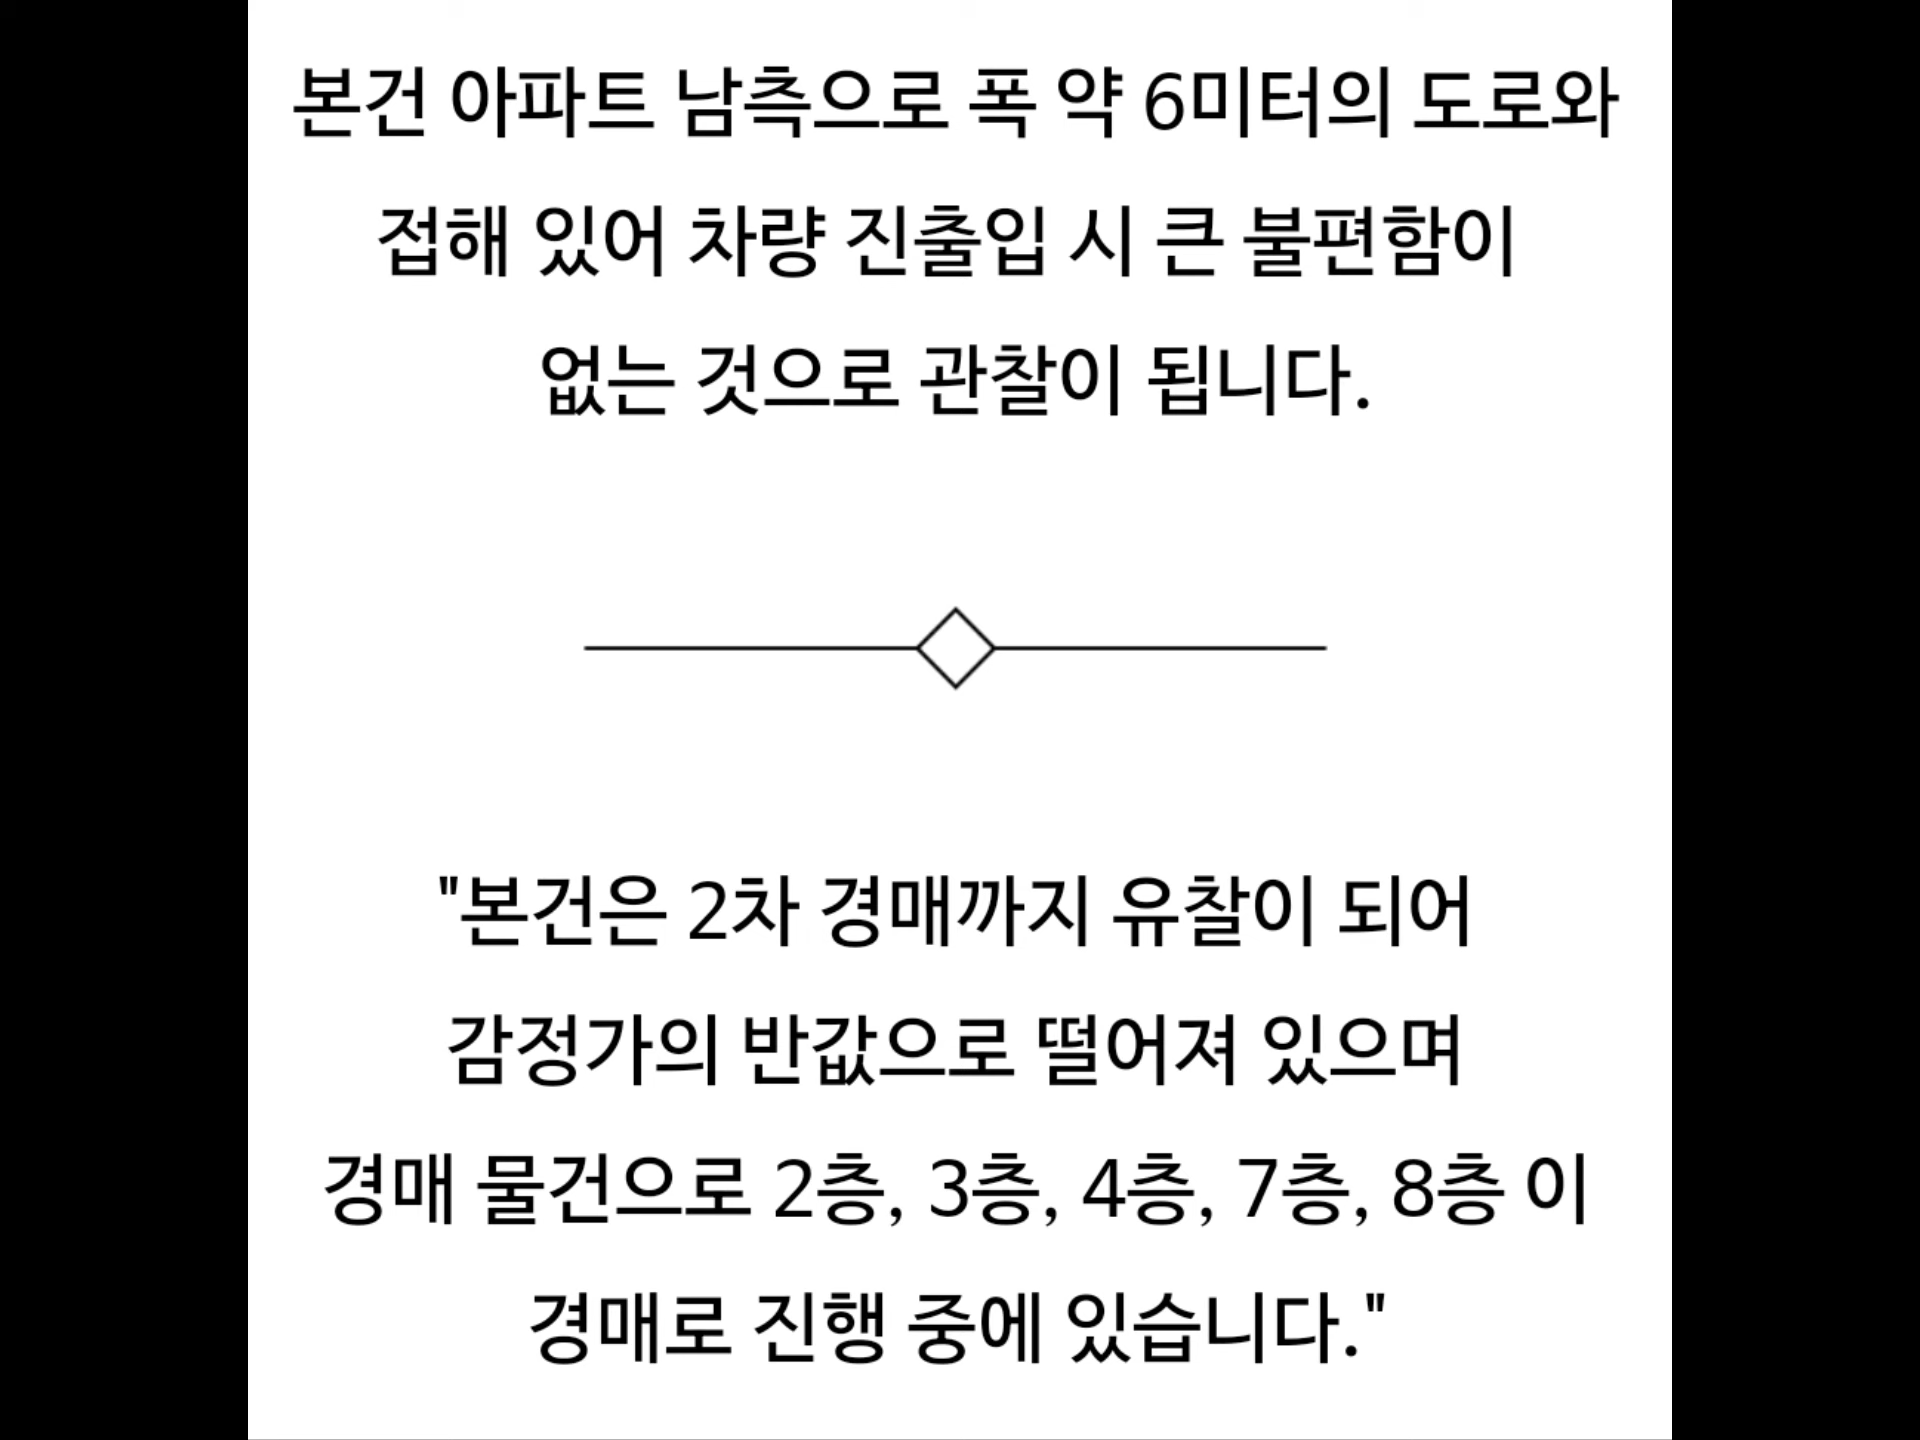 본건 아파트 남측으로 폭 약 6미터의 도로와
접해 있어 차량 진출입 시 큰 불편함이
없는 것으로 관찰이 됩니다.
"본건은 2차 경매까지 유찰이 되어
감정가의 반값으로 떨어져 있으며
경매 물건으로 2층, 3층, 4층, 7층, 8층 이
경매로 진행 중에 있습니다."